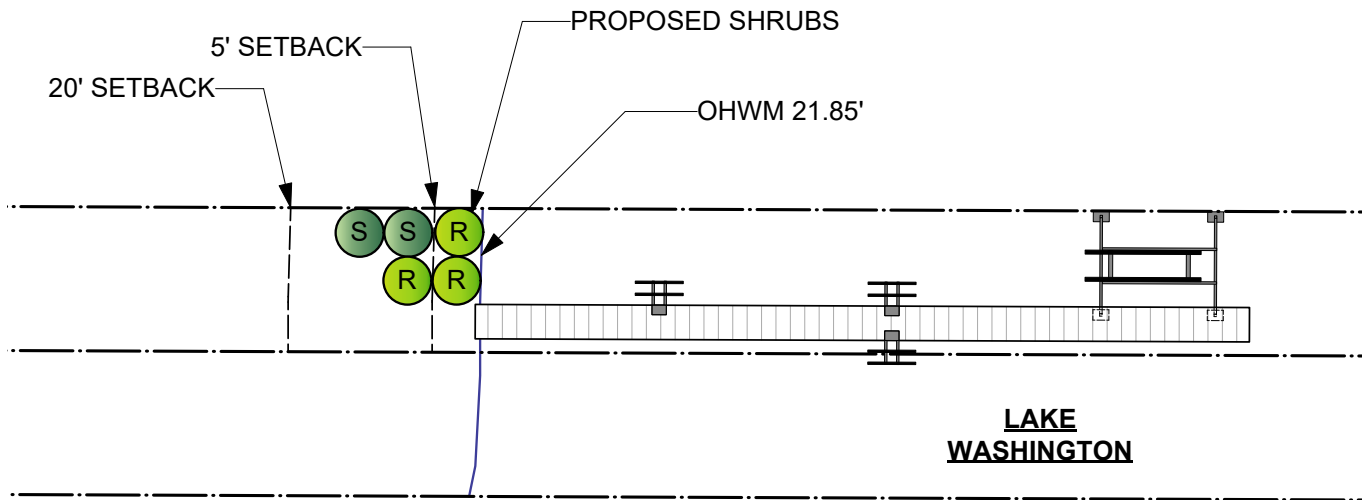 PROPOSED SHRUBS
5' SETBACK
20' SETBACK
OHWM 21.85'
S S R
R R
LAKE
WASHINGTON